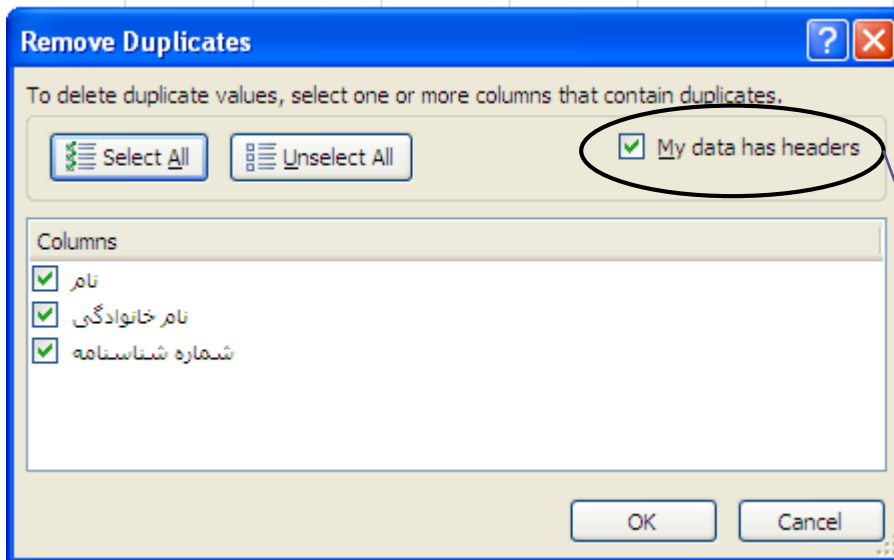 Remove Duplicates
To delete duplicate values, select one or more columns that contain duplicates.
Select All
Unselect All
My data has headers
Columns
نام
نام خانوادگی
شماره شناسنامه
OK
Cancel